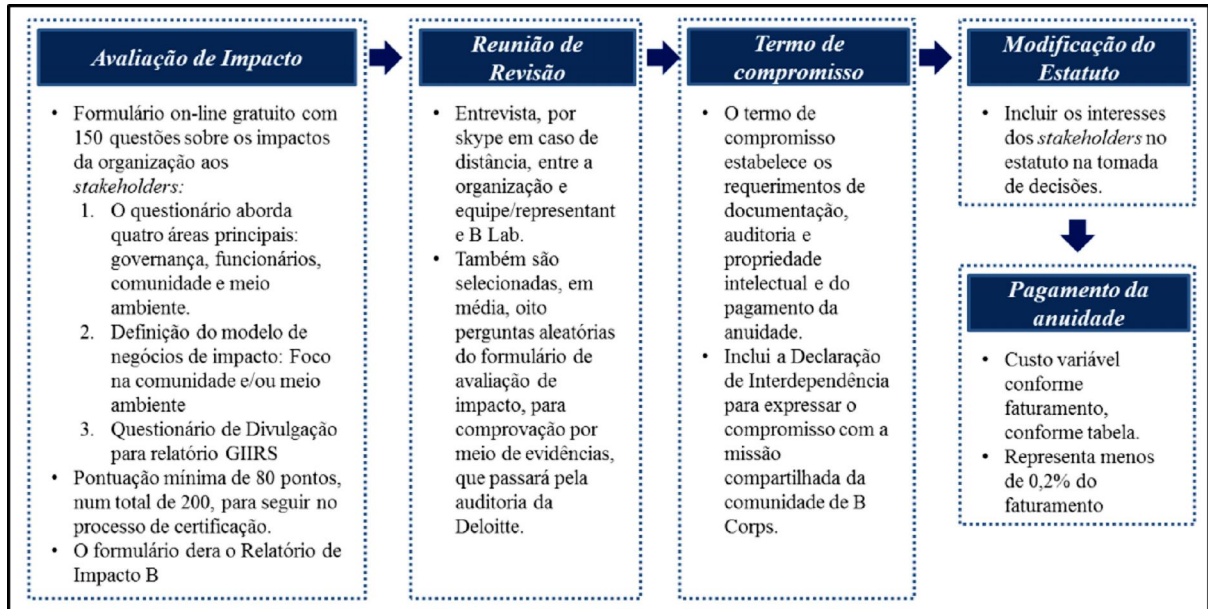 Avaliação de Impacto
• Formulário on-line gratuito com
150 questões sobre os impactos
da organização aos
stakeholders:
1. O questionário aborda
quatro áreas principais:
governança, funcionários,
comunidade e meio
ambiente.
2. Definição do modelo de
negócios de impacto: Foco
na comunidade e/ou meio
ambiente
3. Questionário de Divulgação
para relatório GIIRS
• Pontuação mínima de 80 pontos,
num total de 200, para seguir no
processo de certificação.
• O formulário dera o Relatório de
Impacto B
Reunião de
Revisão
• Entrevista, por
skype em caso de
distância, entre a
organização e
equipe/representant
e B Lab.
• Também são
selecionadas, em
média, oito
perguntas aleatórias
do formulário de
avaliação de
impacto, para
comprovação por
meio de evidências,
que passará pela
auditoria da
Deloitte.
Termo de
compromisso
• O termo de
compromisso
estabelece os
requerimentos de
documentação,
auditoria e
propriedade
intelectual e do
pagamento da
anuidade.
• Inclui a Declaração
de Interdependência
para expressar o
compromisso com a
missão
compartilhada da
comunidade de B
Corps.
Modificação do
Estatuto
• Incluir os interesses
dos stakeholders no
estatuto na tomada
de decisões.
Pagamento da
anuidade
• Custo variável
conforme
faturamento,
conforme tabela.
• Representa menos
de 0,2% do
faturamento